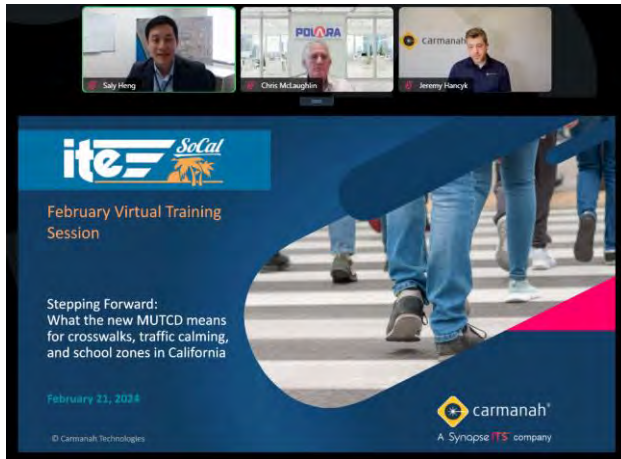 POLARA
carmanah
Saly Heng
Chris McLaughlin
Jeremy Hancyk
ite SoCal
February Virtual Training
Session
Stepping Forward:
What the new MUTCD means
for crosswalks, traffic calming,
and school zones in California
February 21, 2024
© Carmanah Technologies
carmanah®
A Synapse ITS company